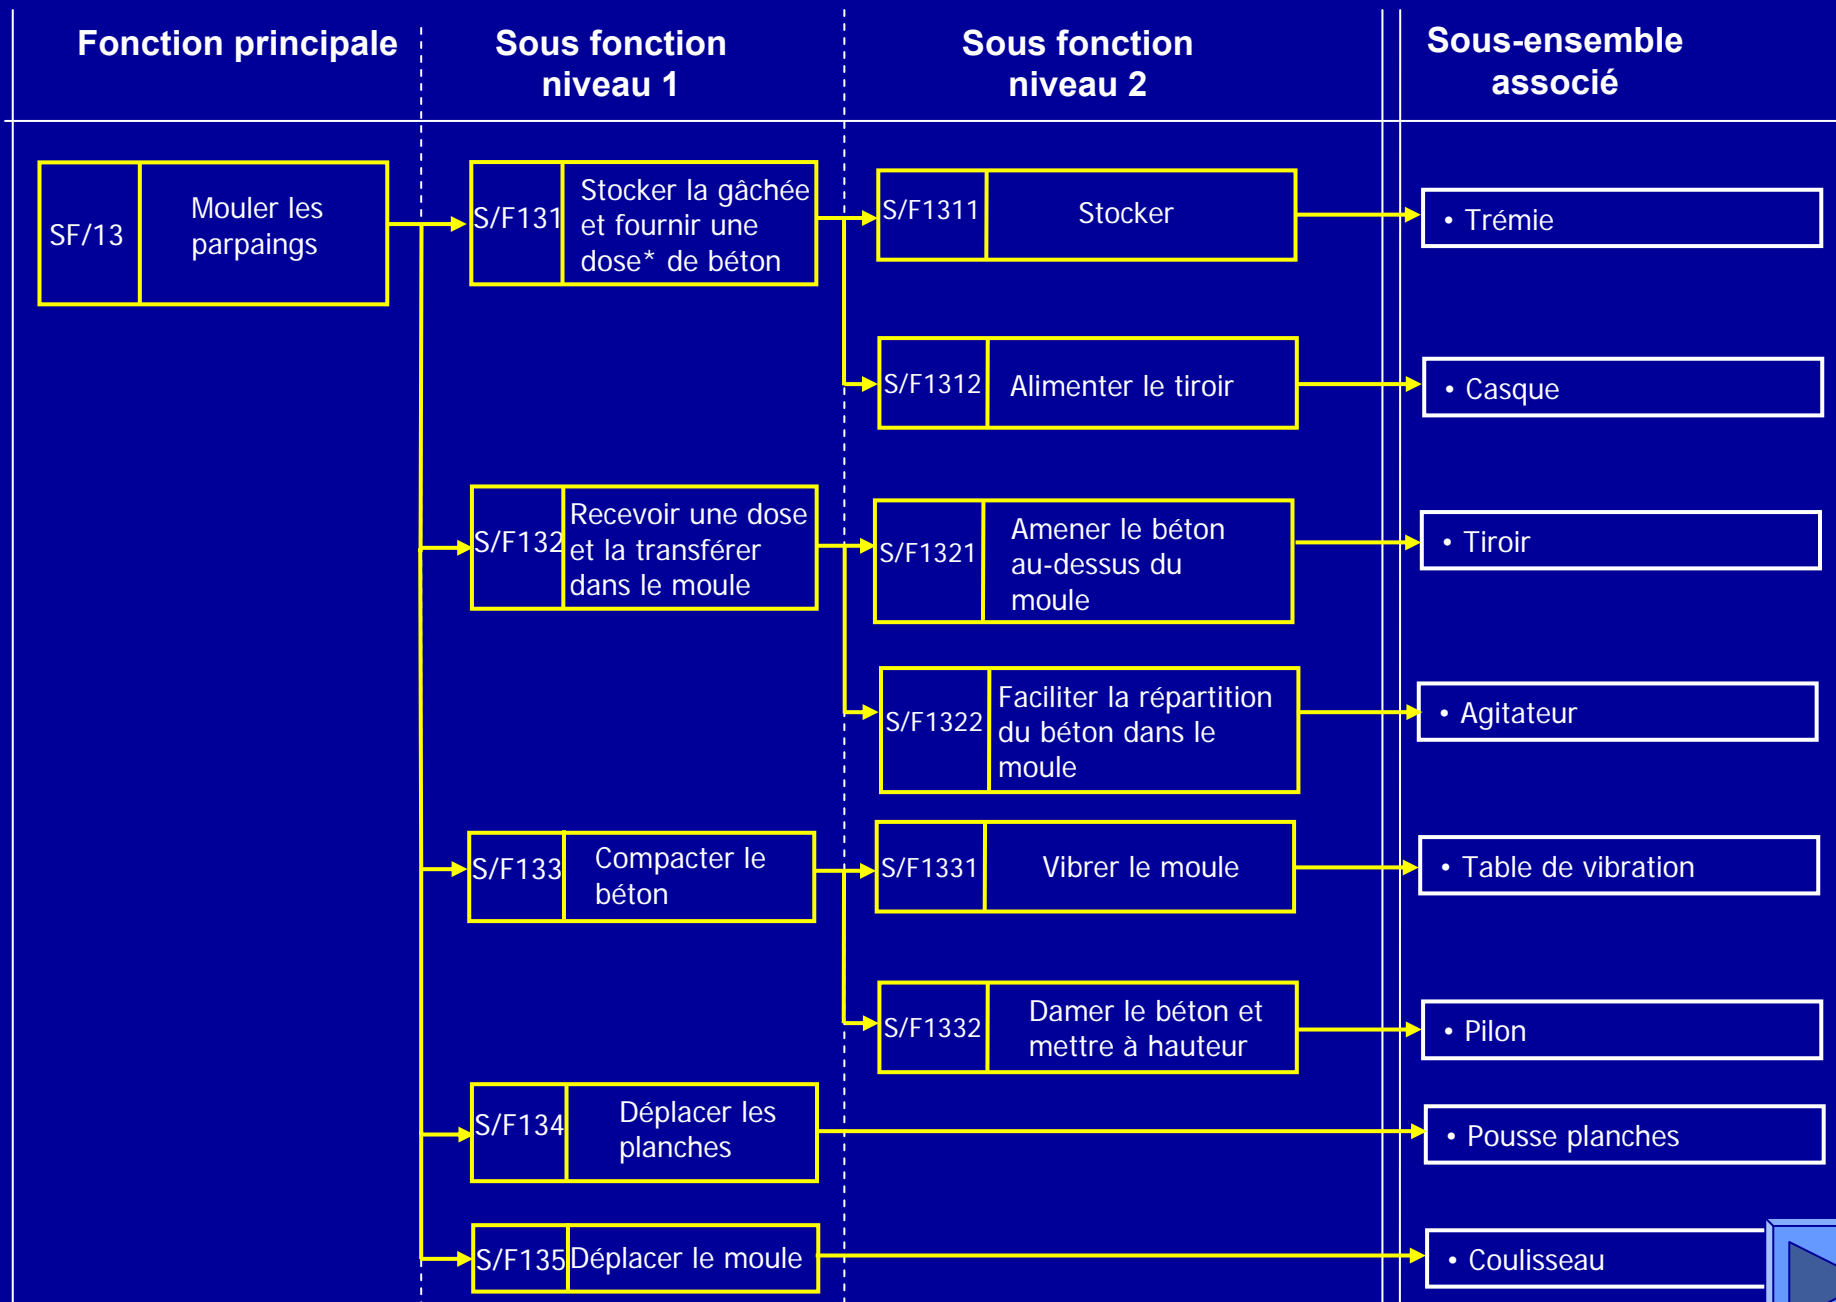 Fonction principale
Sous fonction
niveau 1
Sous fonction
niveau 2
Sous-ensemble
associé
SF/13
Mouler les
parpaings
S/F131
Stocker la gâchée
et fournir une
dose* de béton
S/F1311
Stocker
• Trémie
S/F1312
Alimenter le tiroir
• Casque
S/F132
Recevoir une dose
et la transférer
dans le moule
S/F1321
Amener le béton
au-dessus du
moule
• Tiroir
S/F1322
Faciliter la répartition
du béton dans le
moule
• Agitateur
S/F133
Compacter le
béton
S/F1331
Vibrer le moule
• Table de vibration
S/F1332
Damer le béton et
mettre à hauteur
• Pilon
S/F134
Déplacer les
planches
• Pousse planches
S/F135
Déplacer le moule
• Coulisseau